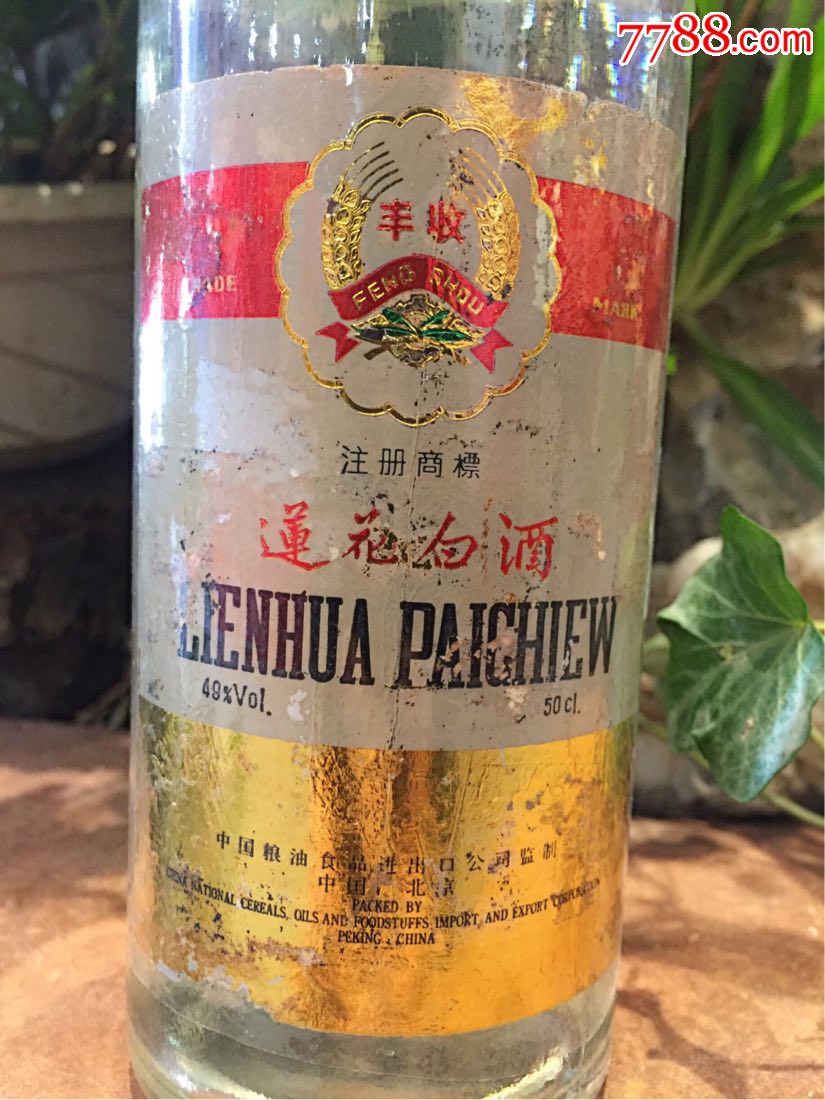 7788.com
丰收
FENG SHOU
TRADE MARK
注册商標
蓮花白酒
LIENHUA PAICHIEW
49%Vol. 50cl.
中国粮油食品进出口公司监制
中国·北京
PACKED BY
CHINA NATIONAL CEREALS, OILS AND FOODSTUFFS IMPORT AND EXPORT CORPORATION
PEKING, CHINA